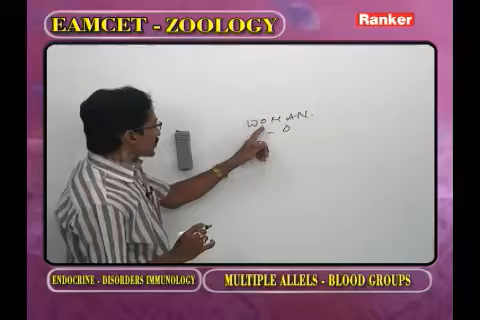 EAMCET - ZOOLOGY
Ranker
WOMAN.
- O
ENDOCRINE - DISORDERS IMMUNOLOGY
MULTIPLE ALLELS - BLOOD GROUPS